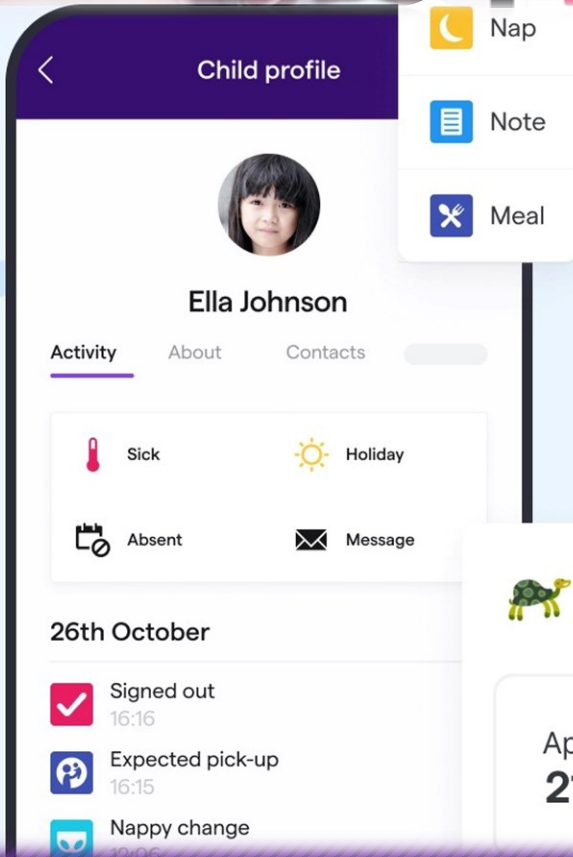 Nap
Child profile
Note
Meal
Ella Johnson
Activity About Contacts
Sick Holiday
Absent Message
26th October
Signed out
16:16
Expected pick-up
16:15
Nappy change